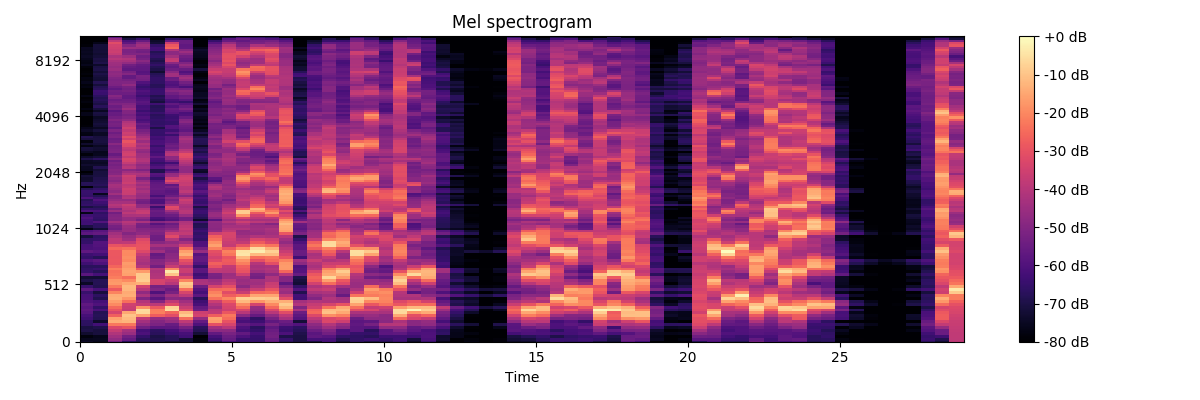 Mel spectrogram
+0 dB
8192
-10 dB
4096
-20 dB
-30 dB
Hz
2048
-40 dB
1024
-50 dB
-60 dB
512
-70 dB
0
-80 dB
0 5 10 15 20 25
Time